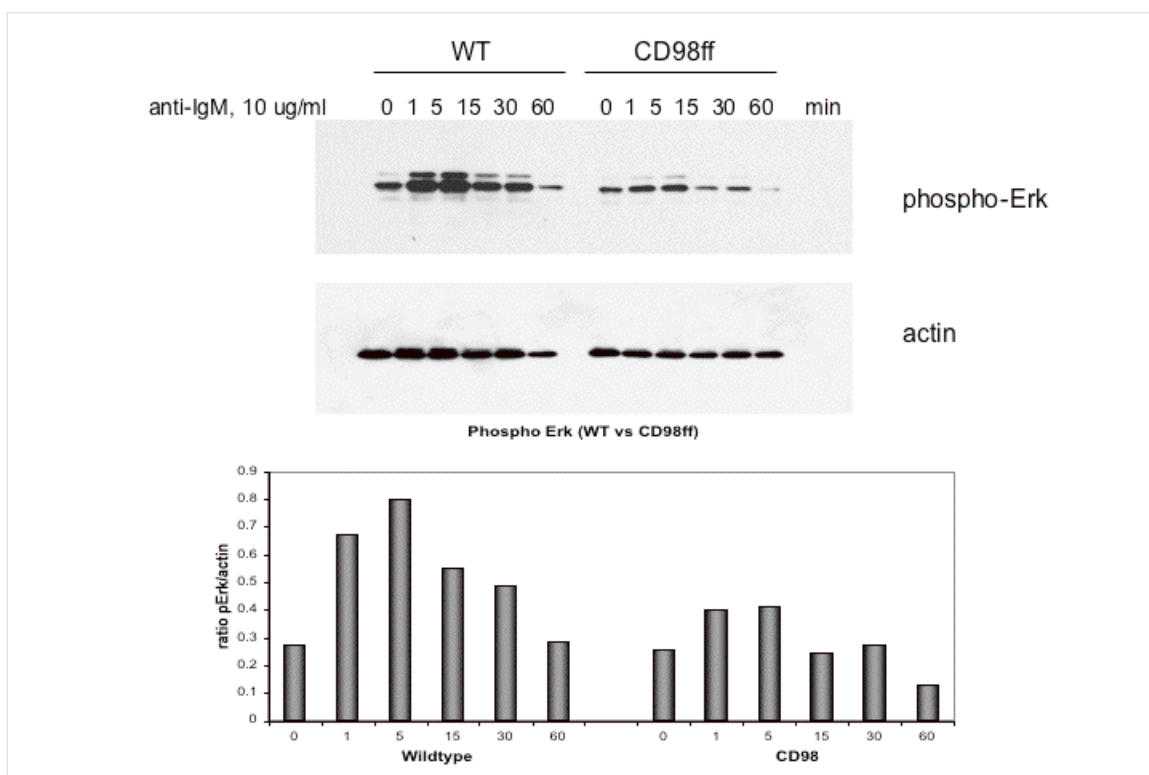 WT CD98ff
anti-IgM, 10 ug/ml 0 1 5 15 30 60 0 1 5 15 30 60 min
phospho-Erk
actin
Phospho Erk (WT vs CD98ff)
0.9
0.8
0.7
0.6
0.5
0.4
0.3
0.2
0.1
0
ratio pErk/actin
0 1 5 15 30 60 0 1 5 15 30 60
Wildtype CD98